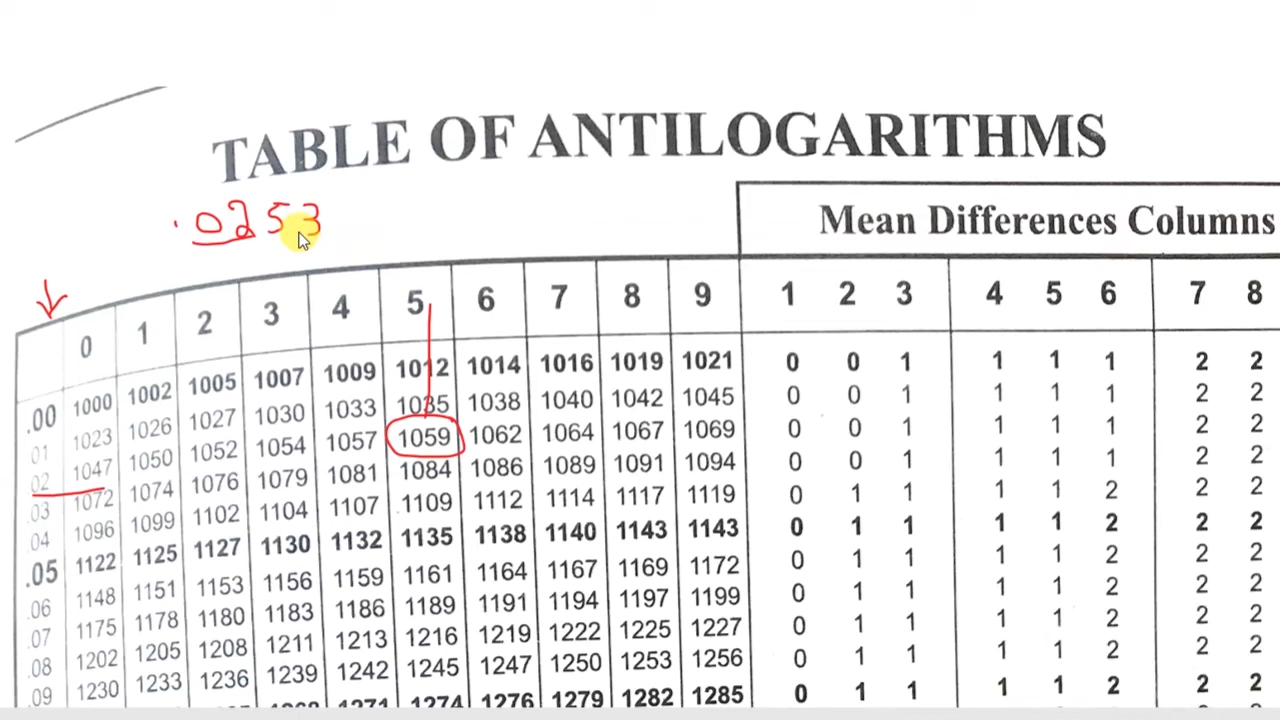 TABLE OF ANTILOGARITHMS
.0253
Mean Differences Columns
0 1 2 3 4 5 6 7 8 9 1 2 3 4 5 6 7 8
.00 1000 1002 1005 1007 1009 1012 1014 1016 1019 1021 0 0 1 1 1 1 2 2
.01 1023 1026 1027 1030 1033 1035 1038 1040 1042 1045 0 0 1 1 1 1 2 2
.02 1047 1050 1052 1054 1057 1059 1062 1064 1067 1069 0 0 1 1 1 1 2 2
.03 1072 1074 1076 1079 1081 1084 1086 1089 1091 1094 0 0 1 1 1 1 2 2
.04 1096 1099 1102 1104 1107 1109 1112 1114 1117 1119 0 1 1 1 1 2 2 2
.05 1122 1125 1127 1130 1132 1135 1138 1140 1143 1143 0 1 1 1 1 2 2 2
.06 1148 1151 1153 1156 1159 1161 1164 1167 1169 1172 0 1 1 1 1 2 2 2
.07 1175 1178 1180 1183 1186 1189 1191 1194 1197 1199 0 1 1 1 1 2 2 2
.08 1202 1205 1208 1211 1213 1216 1219 1222 1225 1227 0 1 1 1 1 2 2 2
.09 1230 1233 1236 1239 1242 1245 1247 1250 1253 1256 0 1 1 1 1 2 2 2
1271 1274 1276 1279 1282 1285 0 1 1 1 1 2 2 2